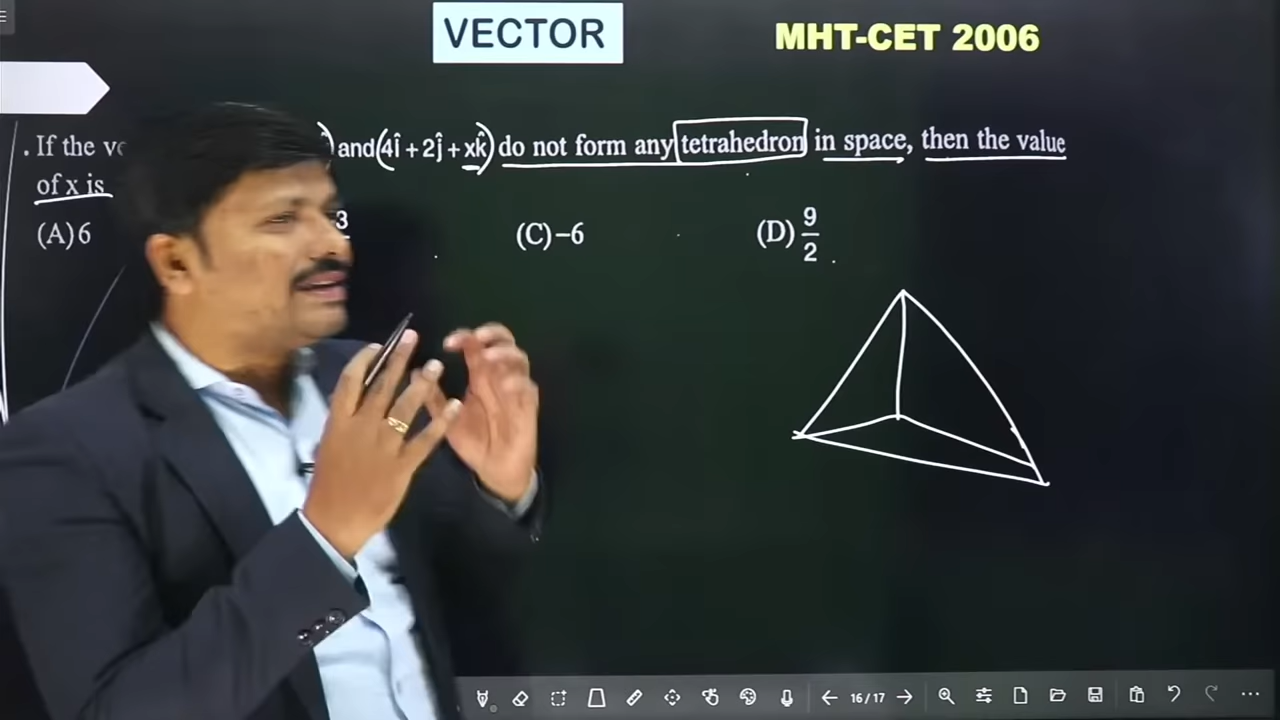 VECTOR
MHT-CET 2006
. If the ) and (4î + 2ĵ + xk̂) do not form any tetrahedron in space, then the value
of x is
(A) 6 3 (C) –6 (D) 9/2 .
16/17